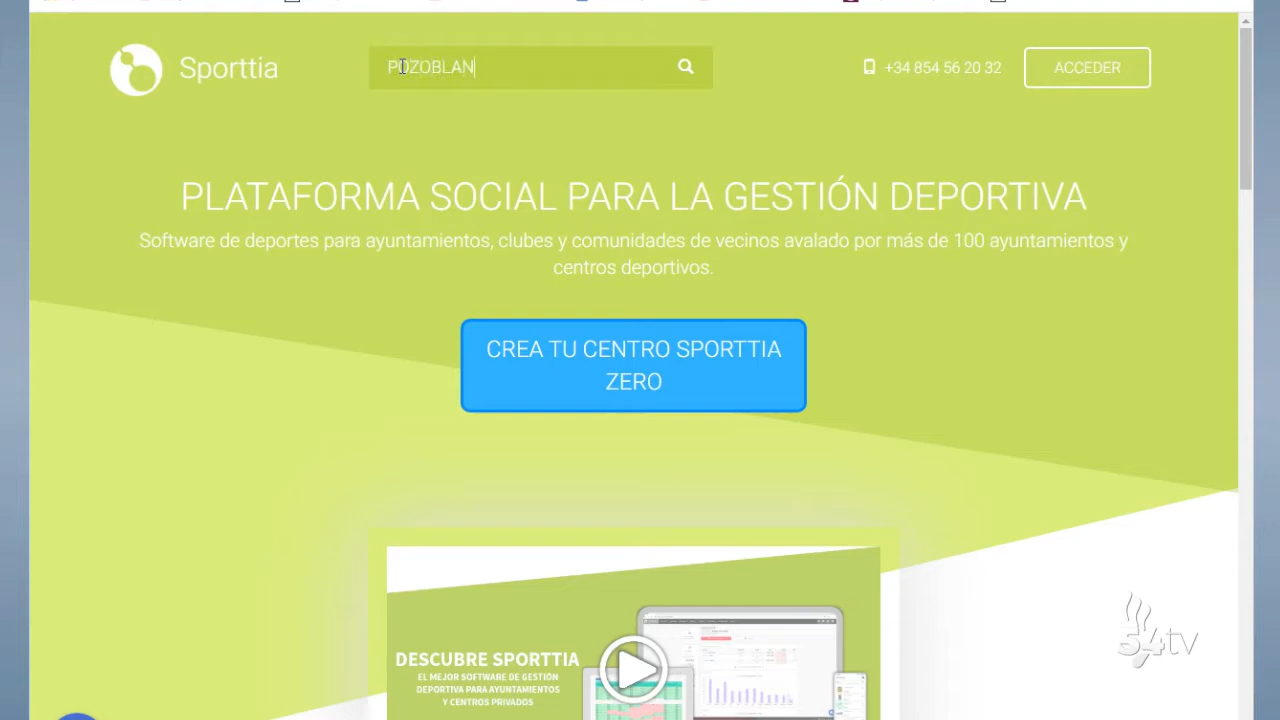 Sporttia
POZOBLAN
+34 854 56 20 32
ACCEDER
PLATAFORMA SOCIAL PARA LA GESTIÓN DEPORTIVA
Software de deportes para ayuntamientos, clubes y comunidades de vecinos avalado por más de 100 ayuntamientos y
centros deportivos.
CREA TU CENTRO SPORTTIA
ZERO
DESCUBRE SPORTTIA
EL MEJOR SOFTWARE DE GESTIÓN
DEPORTIVA PARA AYUNTAMIENTOS
Y CENTROS PRIVADOS
54tv